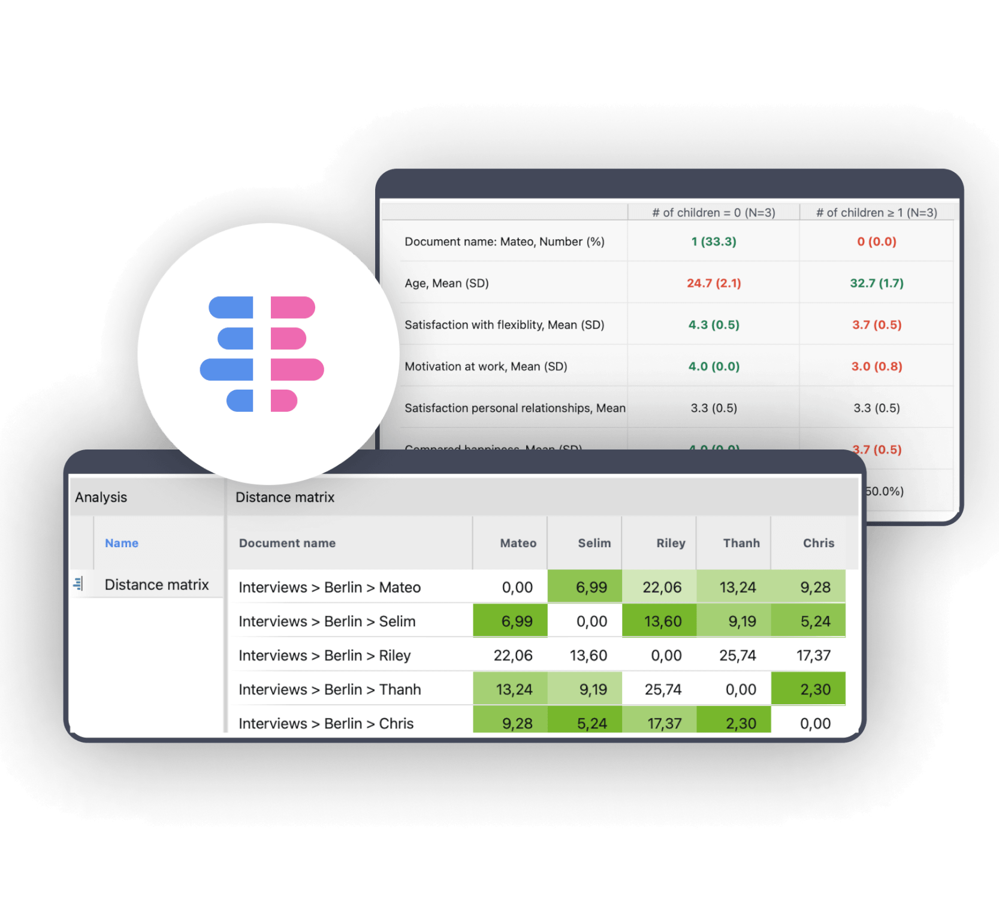 # of children = 0 (N=3) # of children ≥ 1 (N=3)
Document name: Mateo, Number (%) 1 (33.3) 0 (0.0)
Age, Mean (SD) 24.7 (2.1) 32.7 (1.7)
Satisfaction with flexiblity, Mean (SD) 4.3 (0.5) 3.7 (0.5)
Motivation at work, Mean (SD) 4.0 (0.0) 3.0 (0.8)
Satisfaction personal relationships, Mean 3.3 (0.5) 3.3 (0.5)
Compared happiness, Mean (SD) 4.0 (0.0) 3.7 (0.5)
50.0%)
Analysis Distance matrix
Name Document name Mateo Selim Riley Thanh Chris
Distance matrix Interviews > Berlin > Mateo 0,00 6,99 22,06 13,24 9,28
Interviews > Berlin > Selim 6,99 0,00 13,60 9,19 5,24
Interviews > Berlin > Riley 22,06 13,60 0,00 25,74 17,37
Interviews > Berlin > Thanh 13,24 9,19 25,74 0,00 2,30
Interviews > Berlin > Chris 9,28 5,24 17,37 2,30 0,00